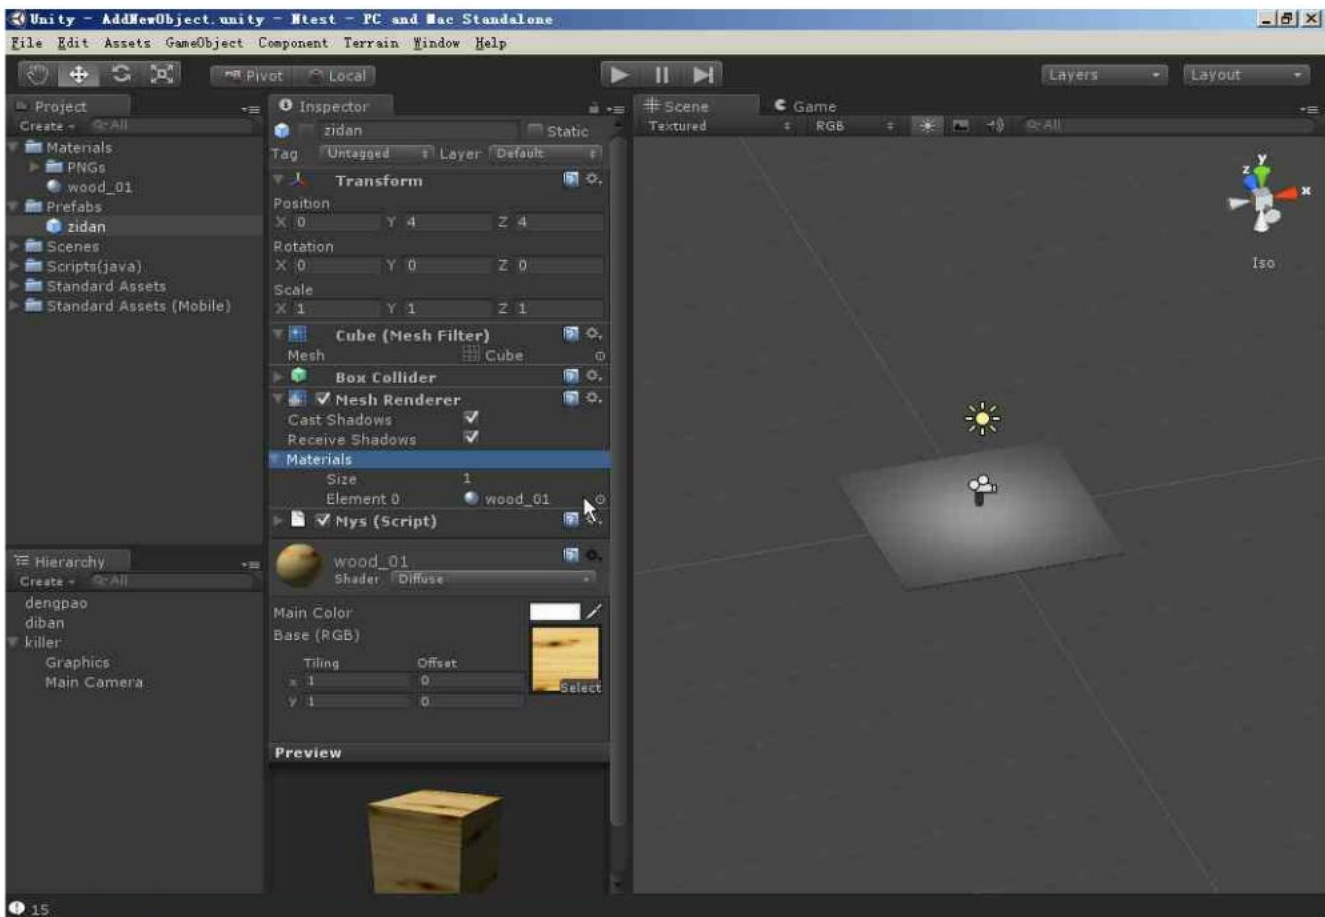 Unity - AddNewObject.unity - Ntest - PC and Mac Standalone
File Edit Assets GameObject Component Terrain Window Help
Pivot Local Layers Layout
Project
Create All
Materials
PNGs
wood_01
Prefabs
zidan
Scenes
Scripts(java)
Standard Assets
Standard Assets (Mobile)
Hierarchy
Create All
dengpao
diban
killer
Graphics
Main Camera
Inspector
zidan Static
Tag Untagged Layer Default
Transform
Position
X 0 Y 4 Z 4
Rotation
X 0 Y 0 Z 0
Scale
X 1 Y 1 Z 1
Cube (Mesh Filter)
Mesh Cube
Box Collider
Mesh Renderer
Cast Shadows
Receive Shadows
Materials
Size 1
Element 0 wood_01
Mys (Script)
wood_01
Shader Diffuse
Main Color
Base (RGB)
Tiling Offset
x 1 0
y 1 0
Select
Preview
Scene Game
Textured RGB All
y
z
x
Iso
15